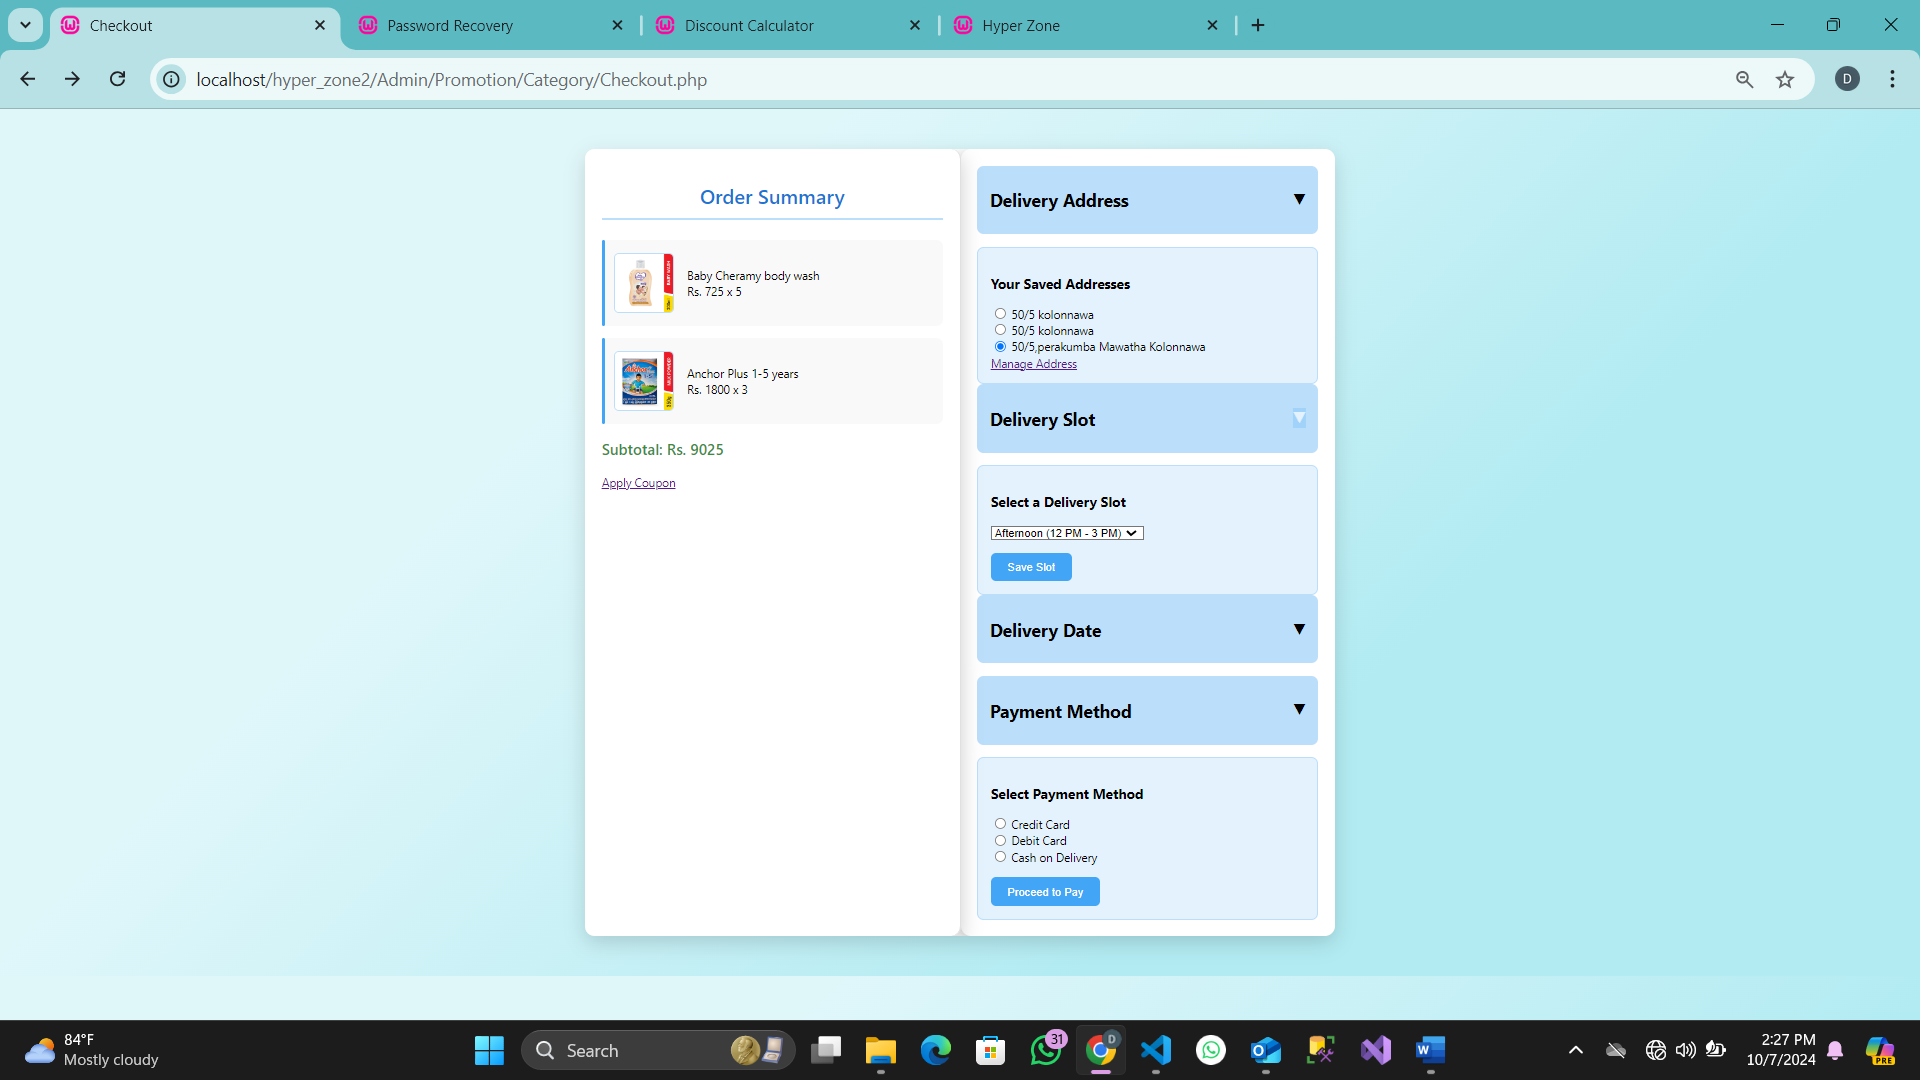 Checkout
Password Recovery
Discount Calculator
Hyper Zone
localhost/hyper_zone2/Admin/Promotion/Category/Checkout.php
D
Order Summary
Baby Cheramy body wash
Rs. 725 x 5
Anchor Plus 1-5 years
Rs. 1800 x 3
Subtotal: Rs. 9025
Apply Coupon
Delivery Address
Your Saved Addresses
50/5 kolonnawa
50/5 kolonnawa
50/5,perakumba Mawatha Kolonnawa
Manage Address
Delivery Slot
Select a Delivery Slot
Afternoon (12 PM - 3 PM)
Save Slot
Delivery Date
Payment Method
Select Payment Method
Credit Card
Debit Card
Cash on Delivery
Proceed to Pay
84°F
Mostly cloudy
Search
31
D
2:27 PM
10/7/2024
PRE